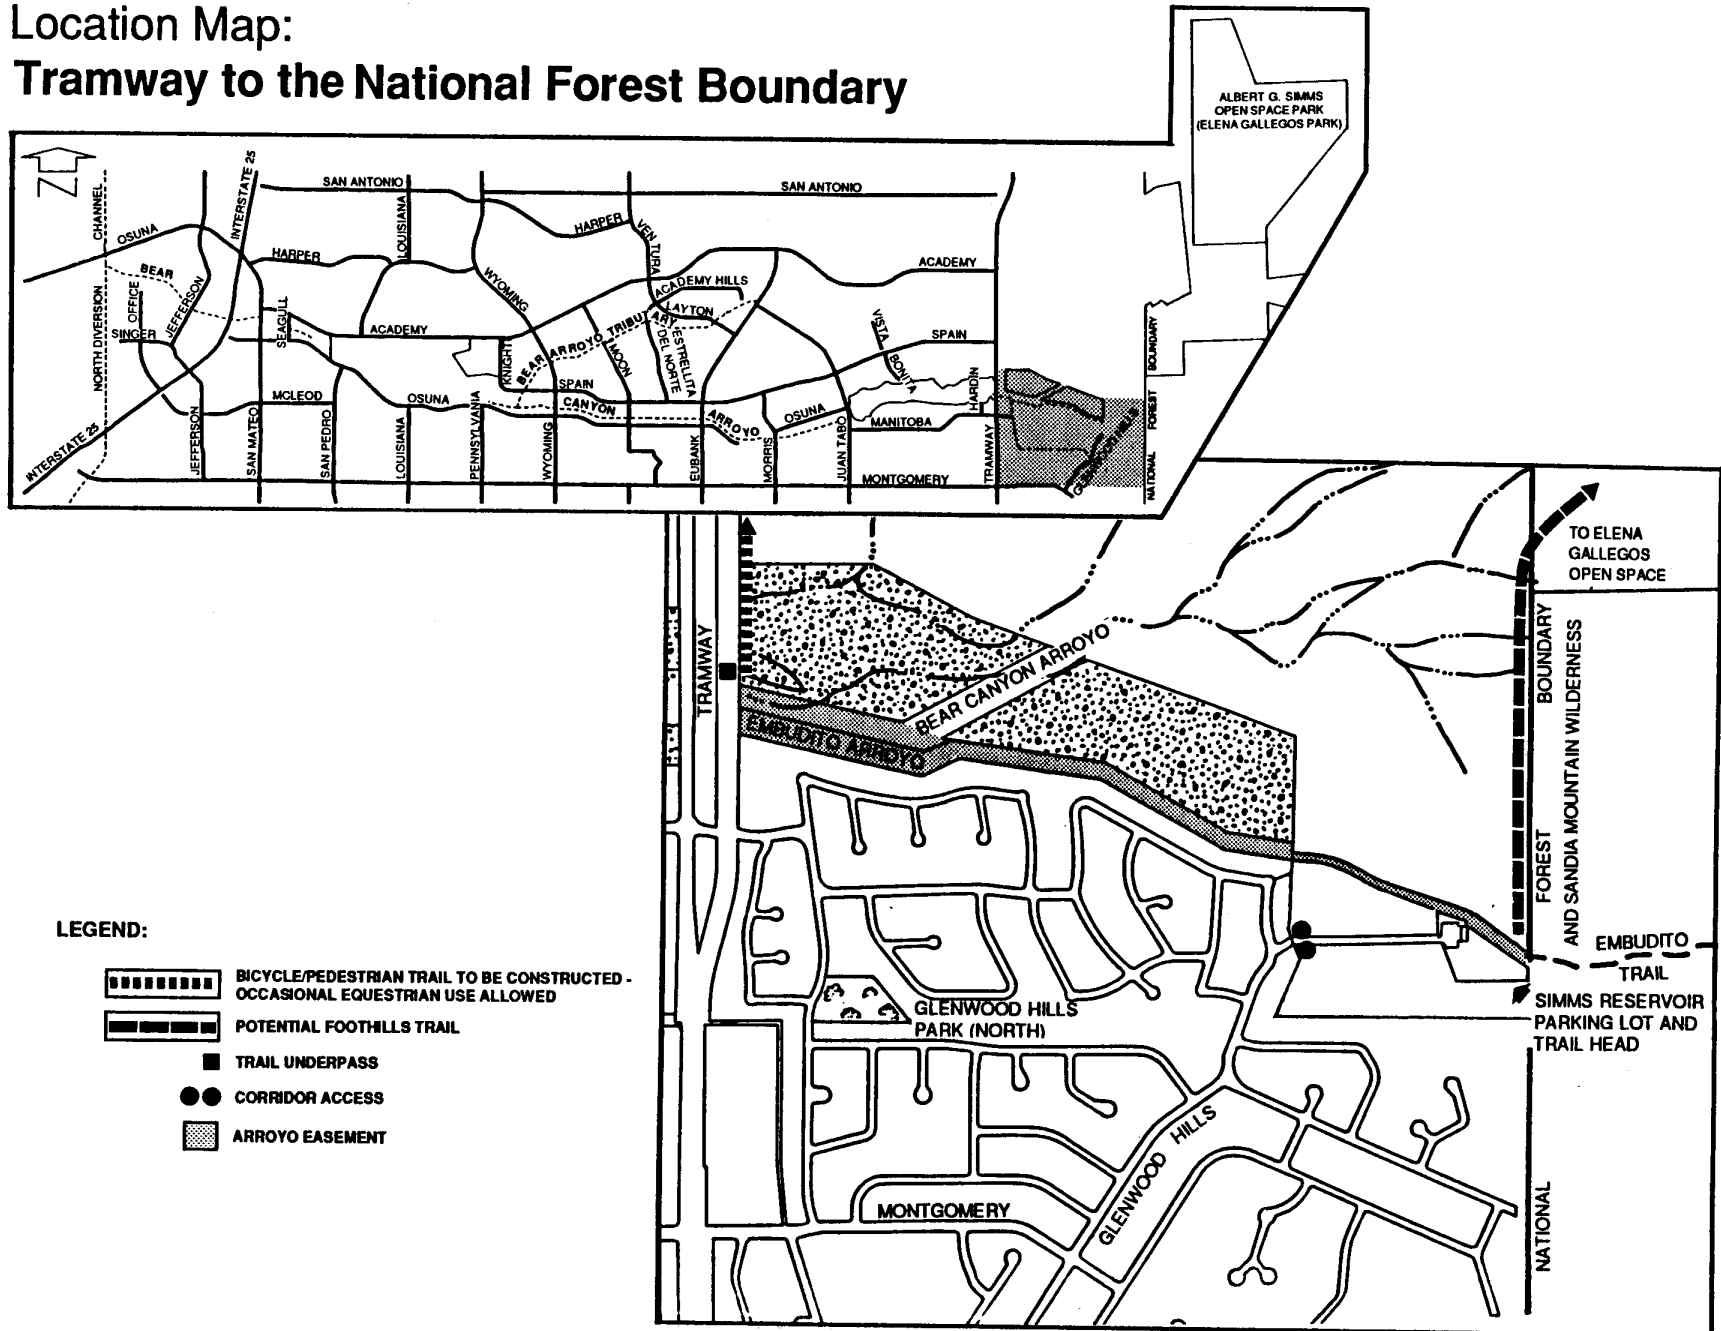 Location Map:
Tramway to the National Forest Boundary
ALBERT G. SIMMS
OPEN SPACE PARK
(ELENA GALLEGOS PARK)
N
NORTH DIVERSION CHANNEL
OSUNA
INTERSTATE 25
SAN ANTONIO
LOUISIANA
SAN ANTONIO
HARPER
VENTURA
BEAR
HARPER
WYOMING
ACADEMY HILLS
ACADEMY
OFFICE
JEFFERSON
SINGER
SEAGULL
ACADEMY
LAYTON
BEAR ARROYO TRIBUTARY
KNIGHT
MOON
ESTRELLITA
DEL NORTE
VISTA BONITA
SPAIN
SPAIN
CANYON
ARROYO
OSUNA
MCLEOD
OSUNA
MANITOBA
HARDIN
INTERSTATE 25
JEFFERSON
SAN MATEO
SAN PEDRO
LOUISIANA
PENNSYLVANIA
WYOMING
EUBANK
MORRIS
JUAN TABO
TRAMWAY
MONTGOMERY
GLENWOOD HILLS
NATIONAL FOREST BOUNDARY
TO ELENA
GALLEGOS
OPEN SPACE
TRAMWAY
BEAR CANYON ARROYO
EMBUDITO ARROYO
NATIONAL FOREST BOUNDARY
AND SANDIA MOUNTAIN WILDERNESS
EMBUDITO
TRAIL
SIMMS RESERVOIR
PARKING LOT AND
TRAIL HEAD
GLENWOOD HILLS
PARK (NORTH)
GLENWOOD HILLS
MONTGOMERY
LEGEND:
BICYCLE/PEDESTRIAN TRAIL TO BE CONSTRUCTED -
OCCASIONAL EQUESTRIAN USE ALLOWED
POTENTIAL FOOTHILLS TRAIL
TRAIL UNDERPASS
CORRIDOR ACCESS
ARROYO EASEMENT